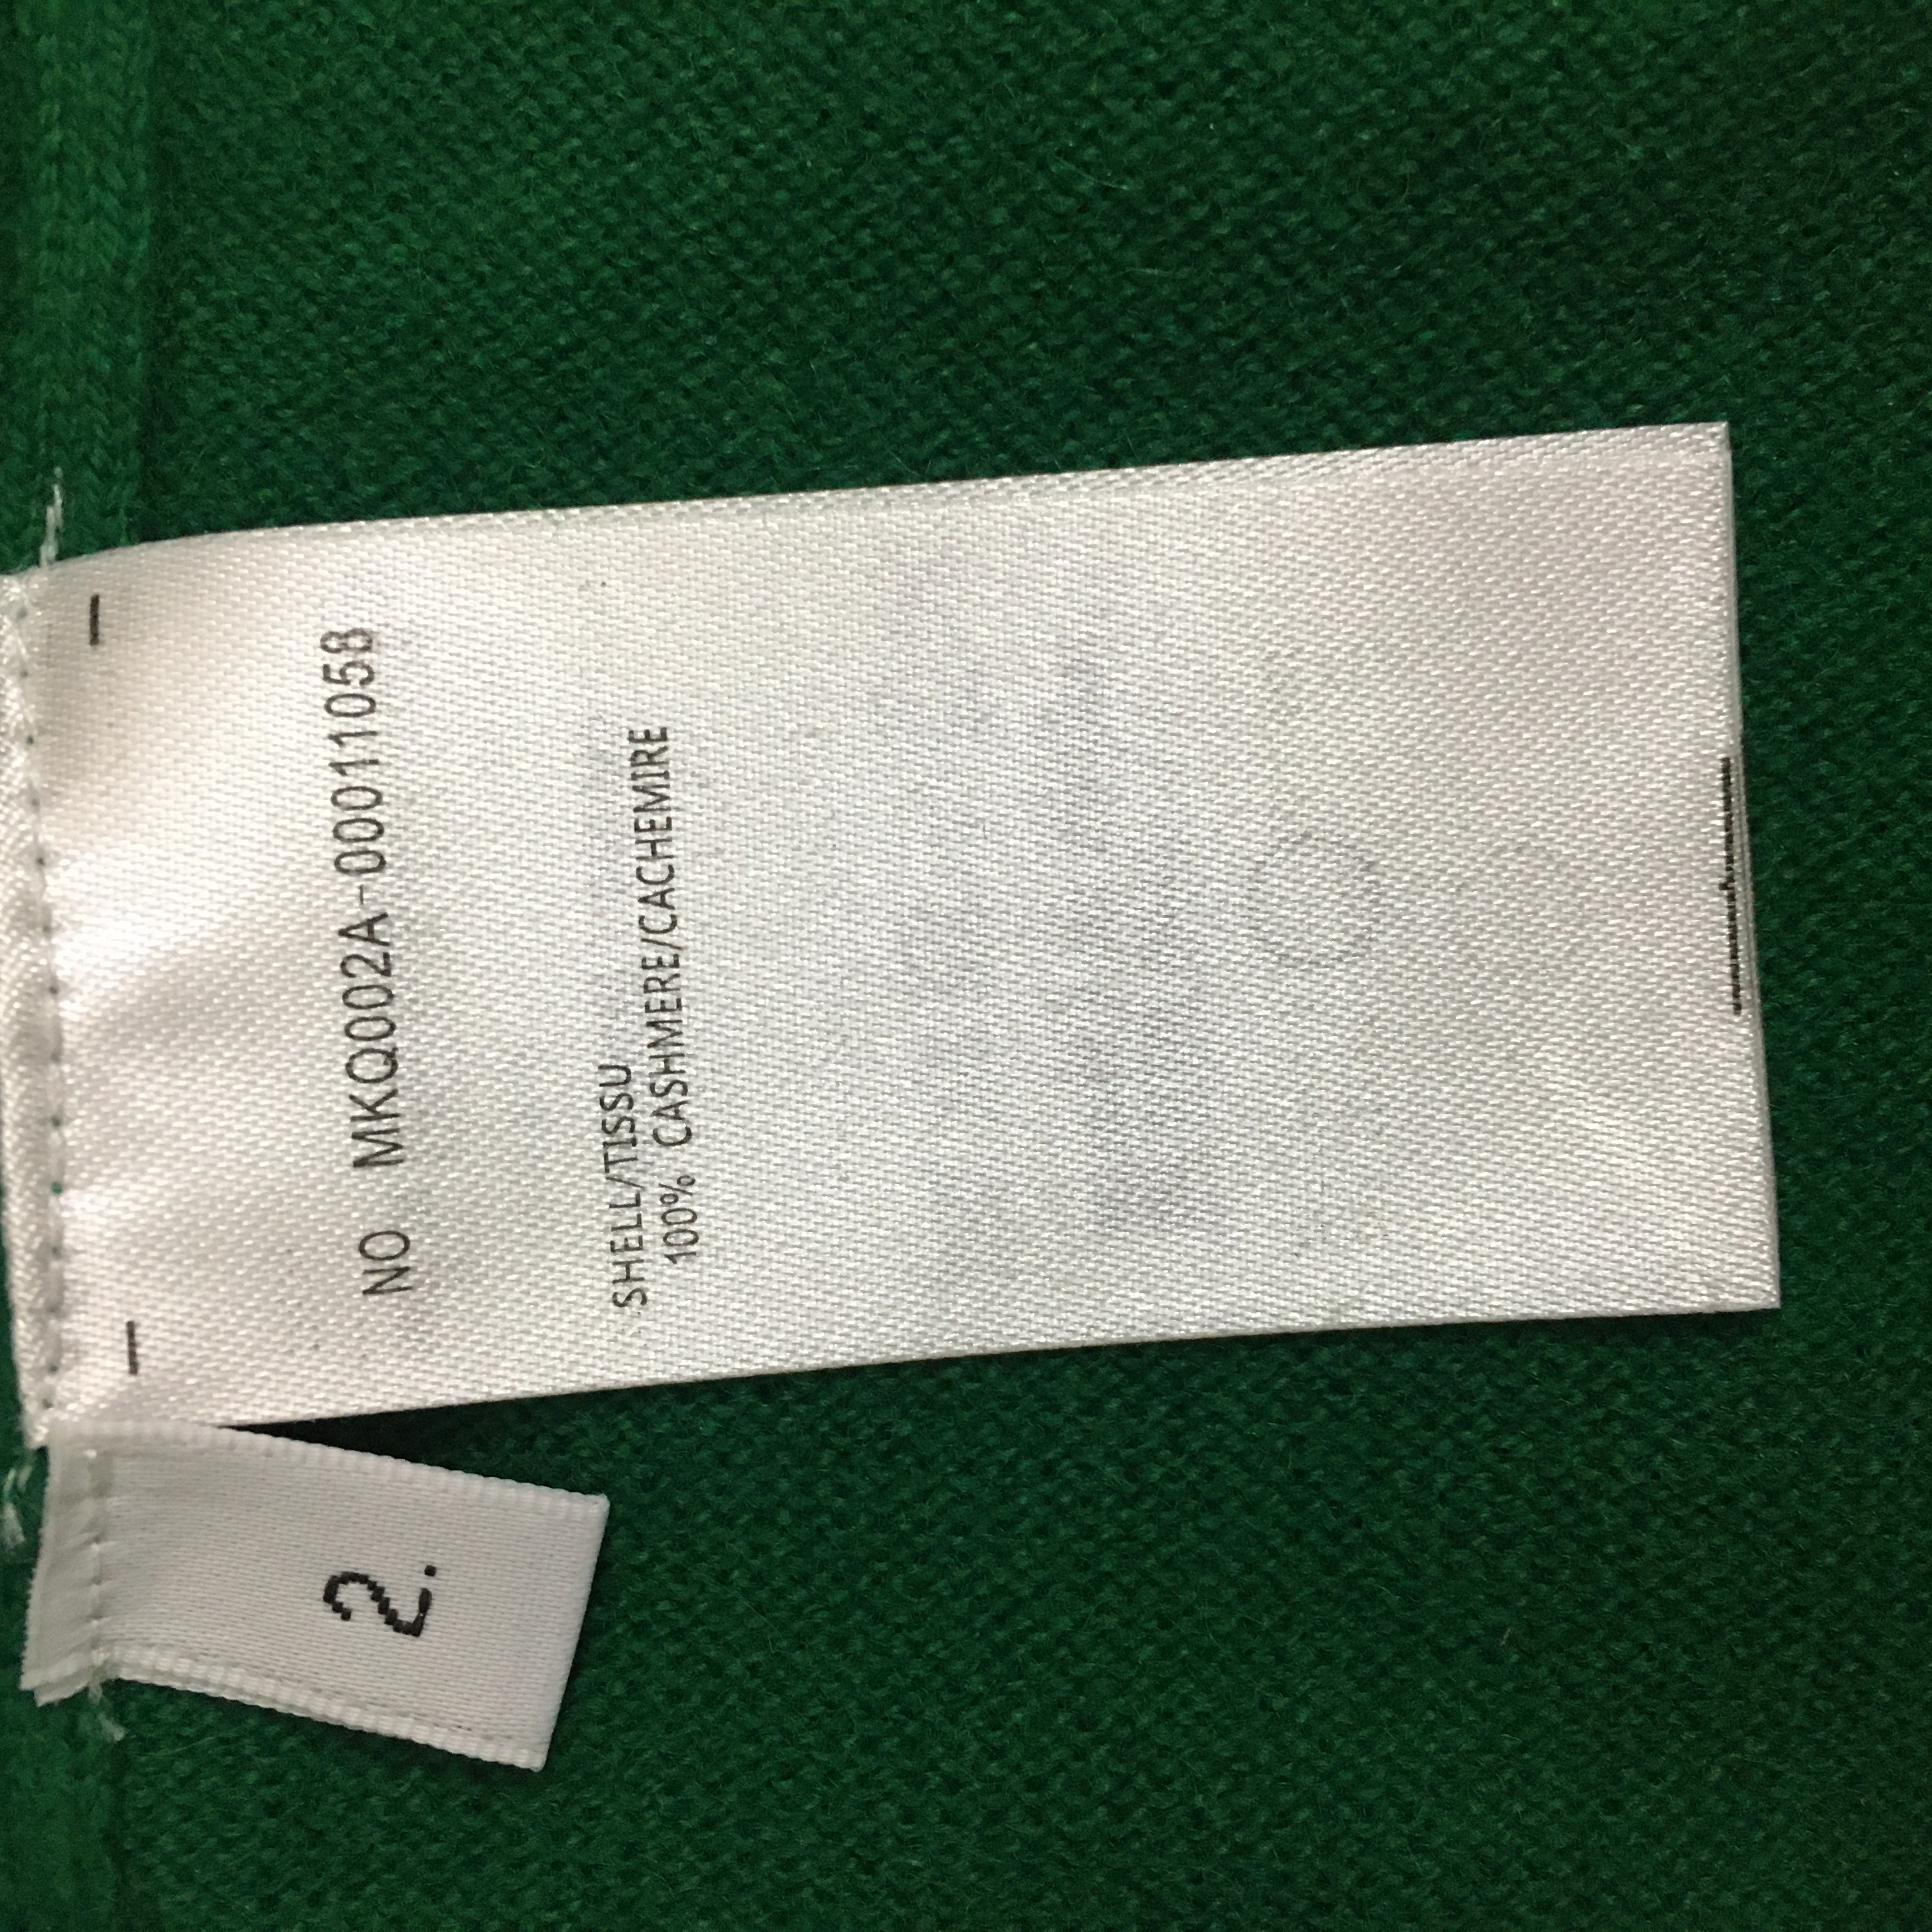 NO MKQ002A-00011058
SHELL/TISSU
100% CASHMERE/CACHEMIRE
2.